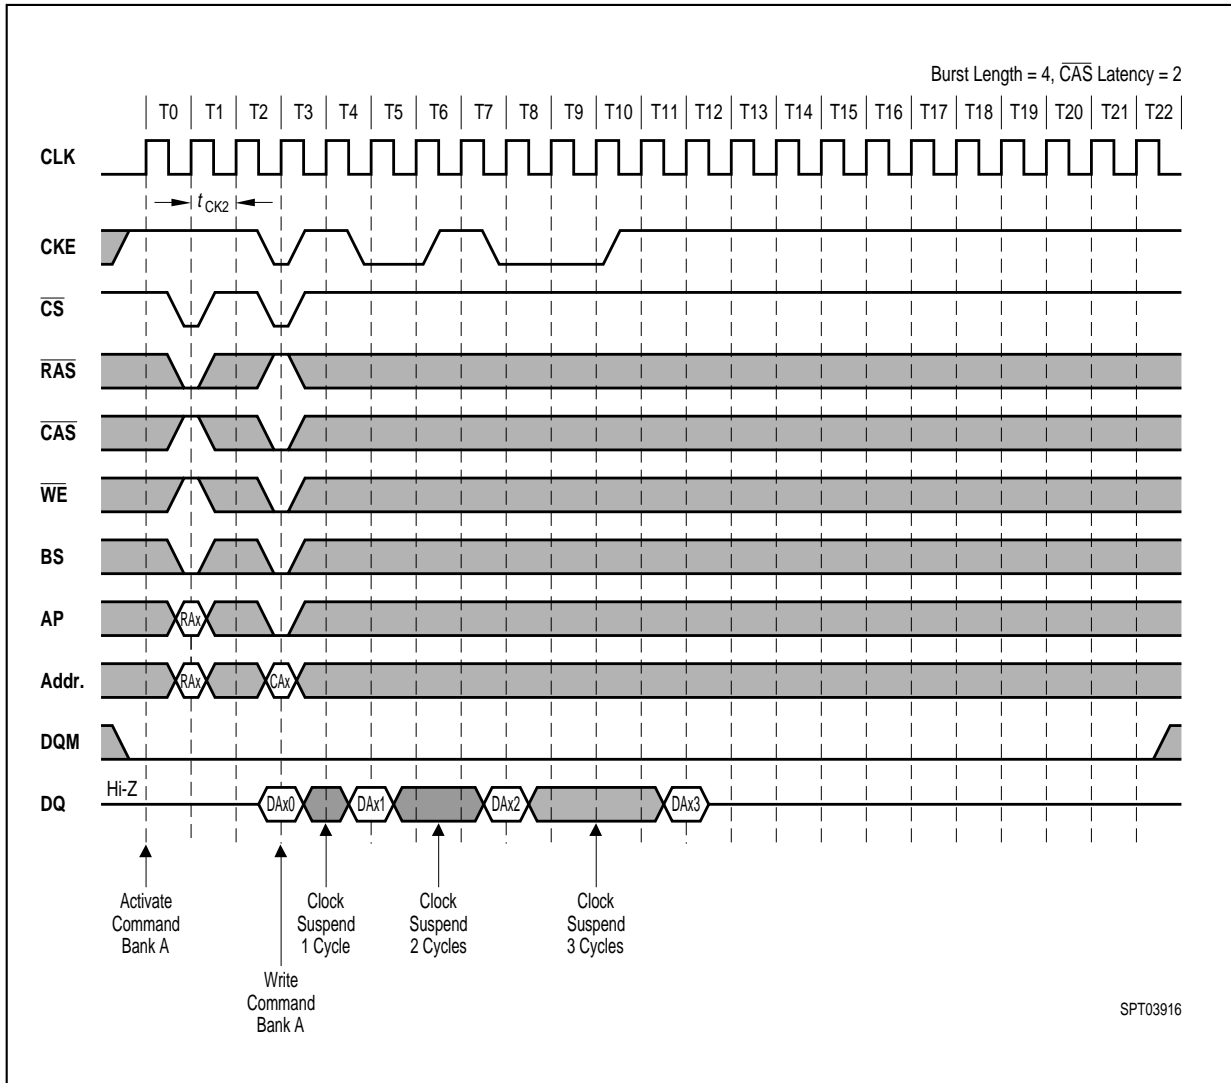 Burst Length = 4, CAS Latency = 2
T0 T1 T2 T3 T4 T5 T6 T7 T8 T9 T10 T11 T12 T13 T14 T15 T16 T17 T18 T19 T20 T21 T22
CLK
t CK2
CKE
CS
RAS
CAS
WE
BS
AP RAx
Addr. RAx CAx
DQM
Hi-Z
DQ DAx0 DAx1 DAx2 DAx3
Activate
Command
Bank A
Write
Command
Bank A
Clock
Suspend
1 Cycle
Clock
Suspend
2 Cycles
Clock
Suspend
3 Cycles
SPT03916